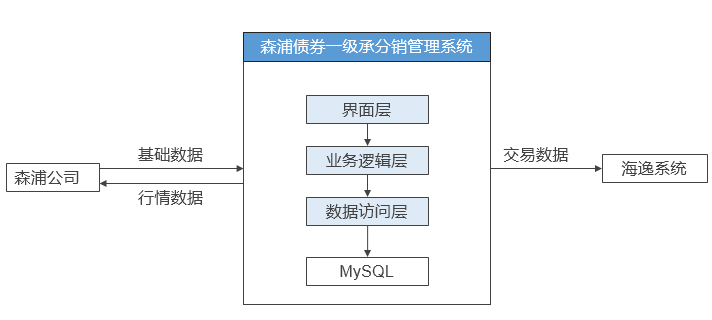 森浦债券一级承分销管理系统
界面层
业务逻辑层
数据访问层
MySQL
基础数据
森浦公司
行情数据
交易数据
海逸系统